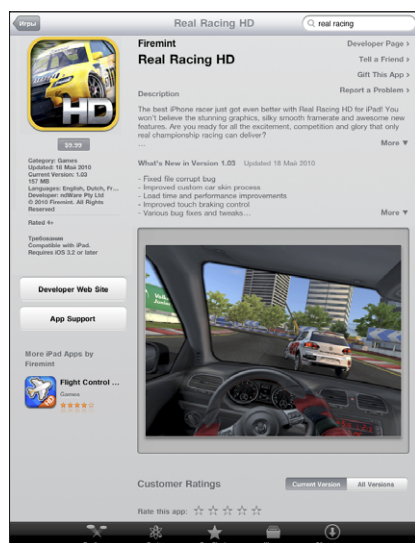 Игры
Real Racing HD
real racing
Firemint
Real Racing HD
Developer Page >
Tell a Friend >
Gift This App >
Report a Problem >
Description
The best iPhone racer just got even better with Real Racing HD for iPad! You
won't believe the stunning graphics, silky smooth framerate and awesome new
features. Are you ready for all the excitement, competition and glory that only
real championship racing can deliver?
...
More ▼
What's New in Version 1.03 Updated 18 Май 2010
- Fixed file corrupt bug
- Improved custom car skin process
- Load time and performance improvements
- Improved touch braking control
- Various bug fixes and tweaks...
More ▼
HD
$9.99
Category: Games
Updated: 18 Май 2010
Current Version: 1.03
157 MB
Languages: English, Dutch, Fr...
Developer: ndWare Pty Ltd
© 2010 Firemint. All Rights
Reserved
Rated 4+
Требования
Compatible with iPad.
Requires iOS 3.2 or later
Developer Web Site
App Support
More iPad Apps by
Firemint
Flight Control ...
Games
Customer Ratings
Current Version
All Versions
Rate this app: